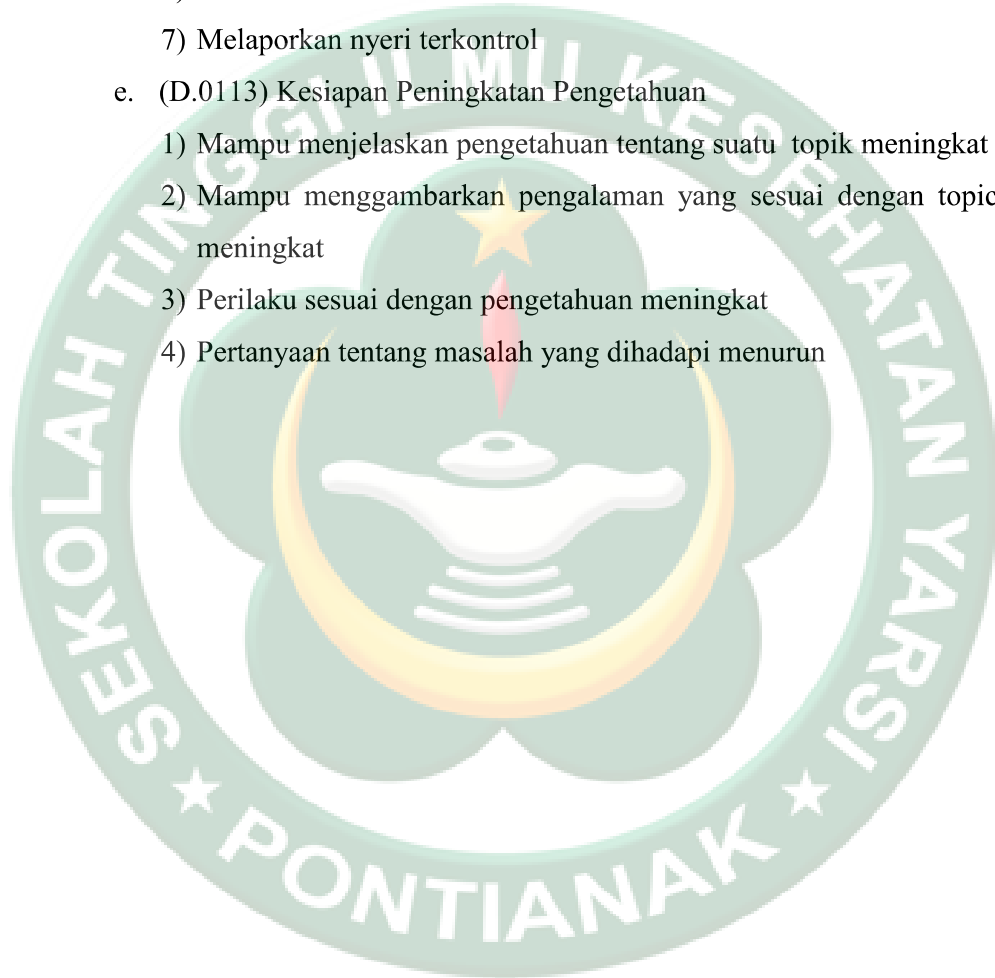 7) Melaporkan nyeri terkontrol
e. (D.0113) Kesiapan Peningkatan Pengetahuan
1) Mampu menjelaskan pengetahuan tentang suatu topik meningkat
2) Mampu menggambarkan pengalaman yang sesuai dengan topic
meningkat
3) Perilaku sesuai dengan pengetahuan meningkat
4) Pertanyaan tentang masalah yang dihadapi menurun
SEKOLAH TINGGI ILMU KESEHATAN YARSI
PONTIANAK